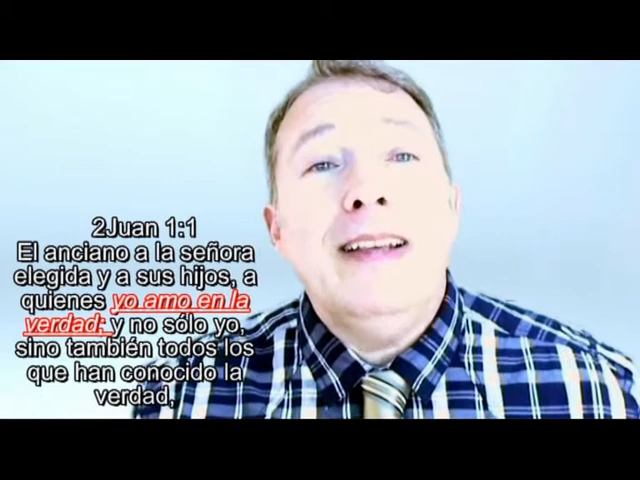 2Juan 1:1
El anciano a la señora
elegida y a sus hijos, a
quienes yo amo en la
verdad; y no sólo yo,
sino también todos los
que han conocido la
verdad,